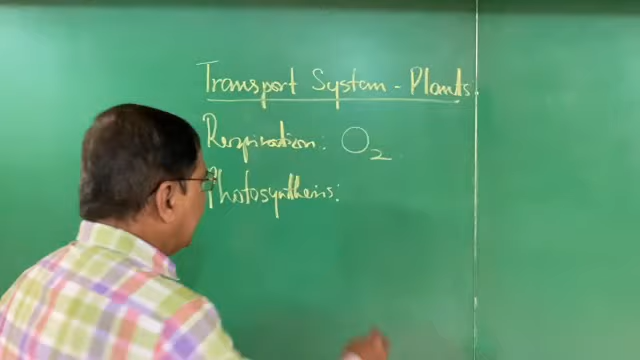 Transport System - Plants.
Respiration: O₂
Photosynthesis: